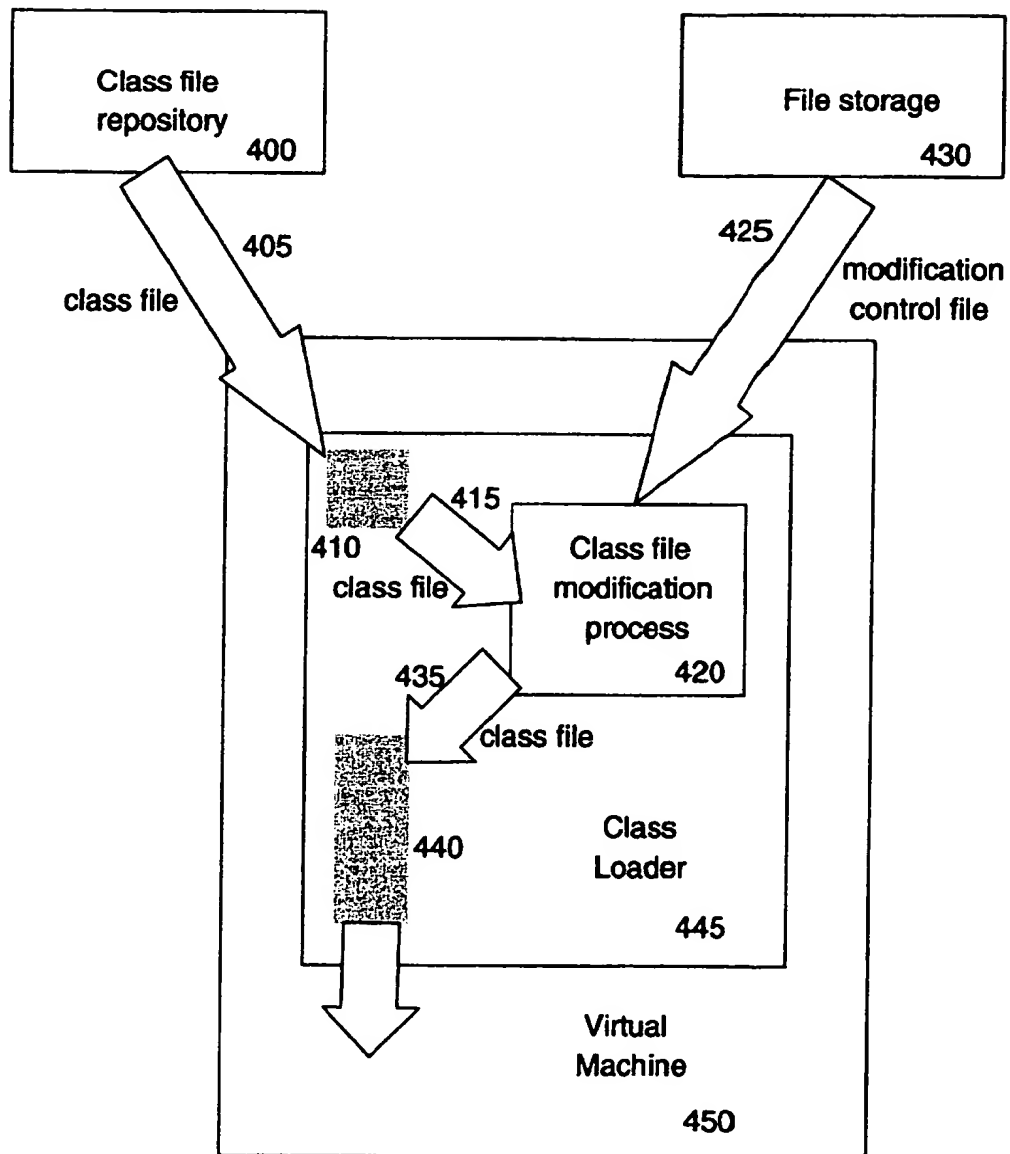 Class file
repository
400
File storage
430
405
class file
425
modification
control file
410
415
class file
Class file
modification
process
420
435
class file
440
Class
Loader
445
Virtual
Machine
450